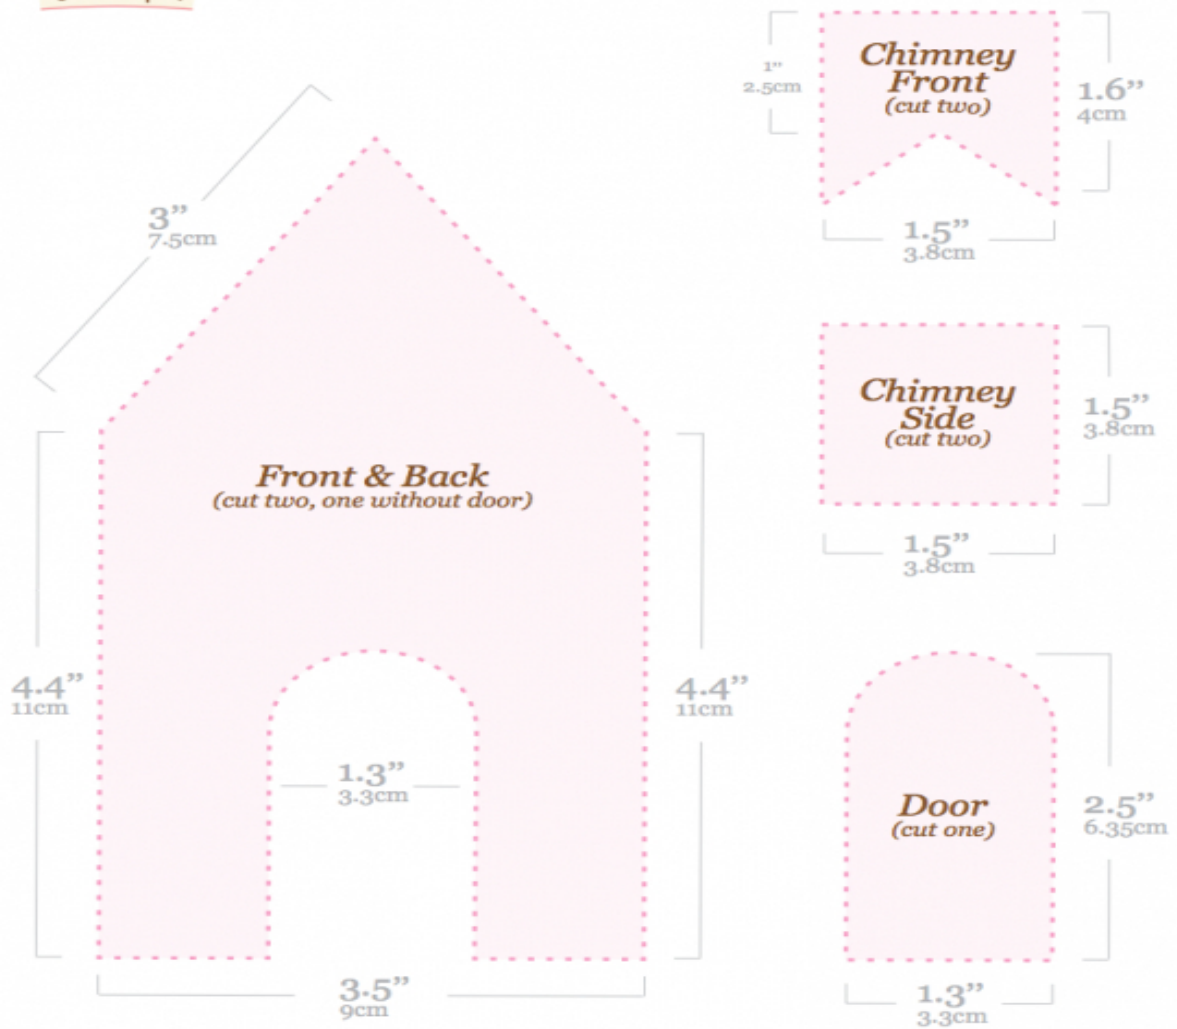 3”
7.5cm
Front & Back
(cut two, one without door)
4.4”
11cm
4.4”
11cm
1.3”
3.3cm
3.5”
9cm
Chimney
Front
(cut two)
1”
2.5cm
1.6”
4cm
1.5”
3.8cm
Chimney
Side
(cut two)
1.5”
3.8cm
1.5”
3.8cm
Door
(cut one)
2.5”
6.35cm
1.3”
3.3cm